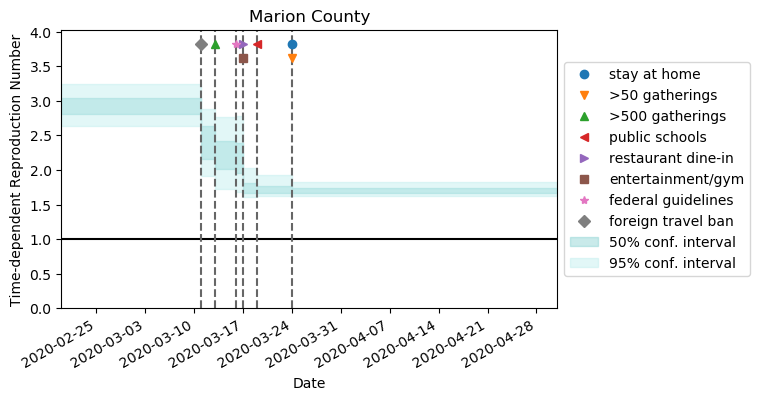 Marion County
Time-dependent Reproduction Number
4.0
3.5
3.0
2.5
2.0
1.5
1.0
0.5
0.0
2020-02-25
2020-03-03
2020-03-10
2020-03-17
2020-03-24
2020-03-31
2020-04-07
2020-04-14
2020-04-21
2020-04-28
Date
stay at home
>50 gatherings
>500 gatherings
public schools
restaurant dine-in
entertainment/gym
federal guidelines
foreign travel ban
50% conf. interval
95% conf. interval